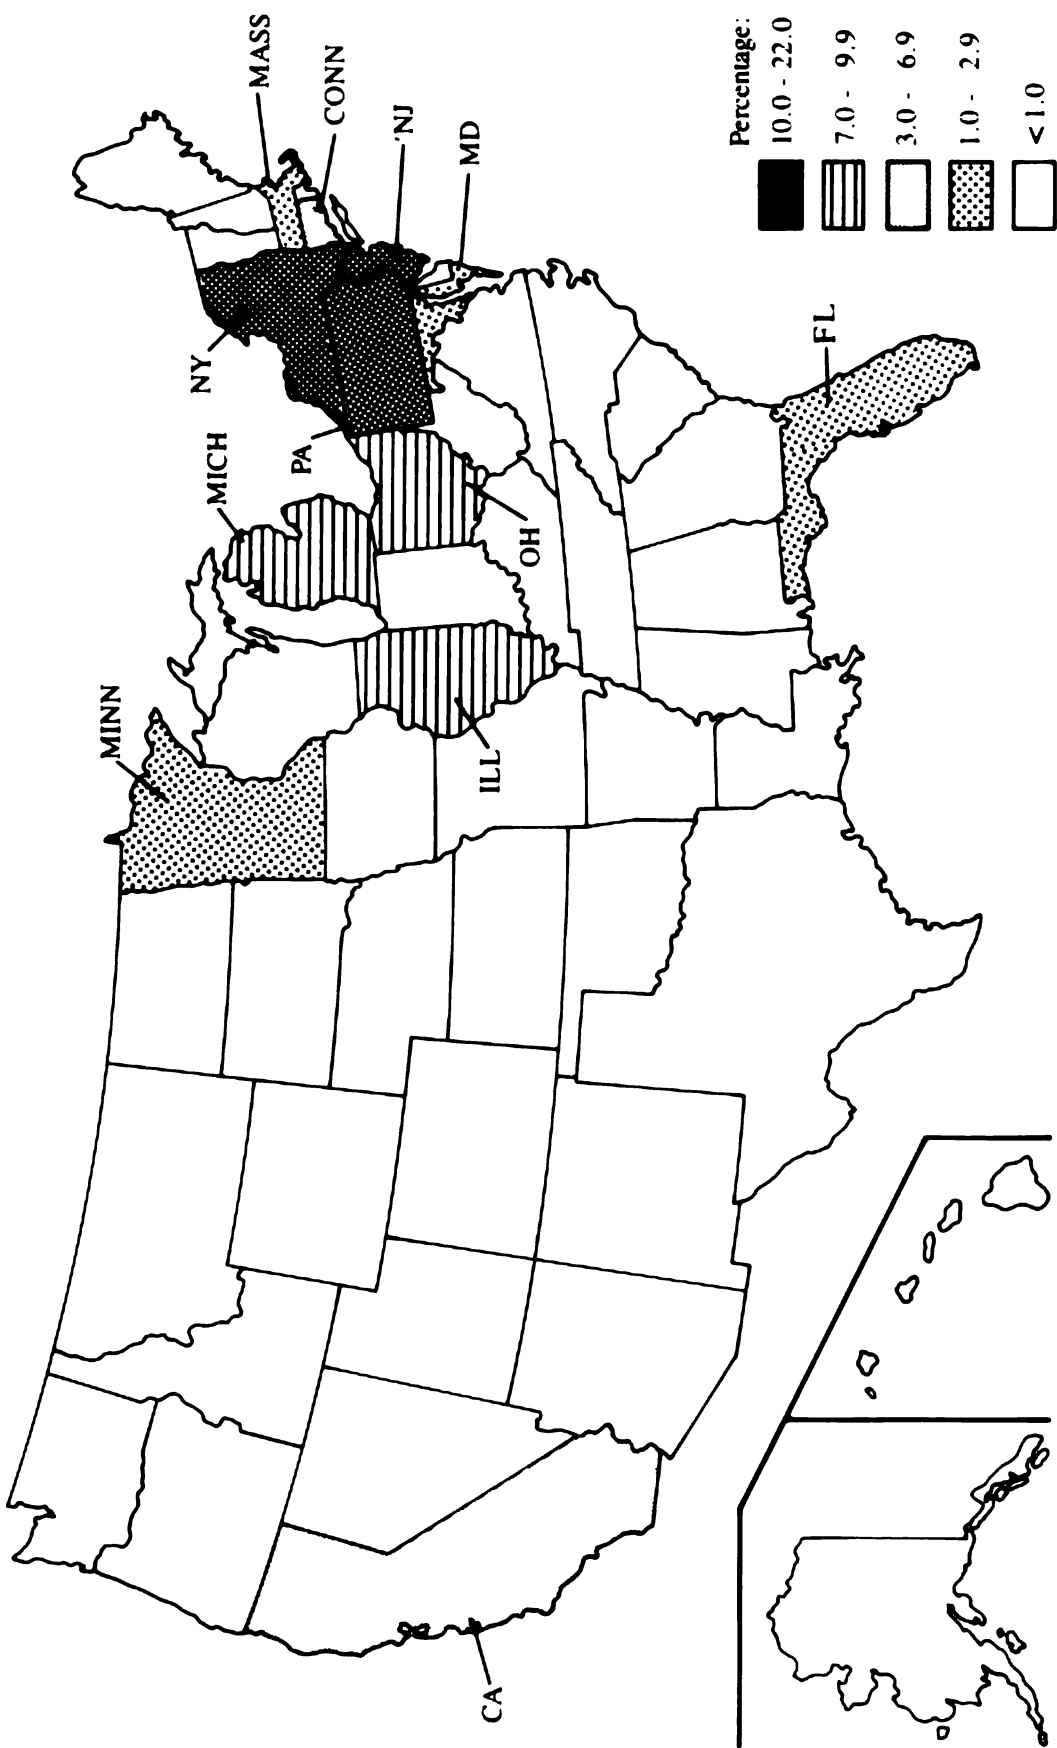 MASS
CONN
'NJ
MD
NY
PA
MICH
OH
MINN
ILL
FL
CA
Percentage:
10.0 - 22.0
7.0 - 9.9
3.0 - 6.9
1.0 - 2.9
< 1.0